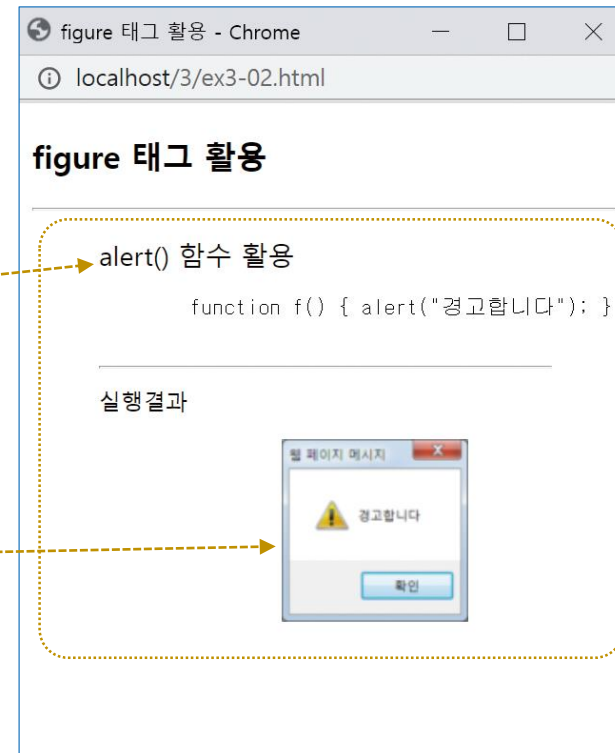 figure 태그 활용 - Chrome
localhost/3/ex3-02.html
figure 태그 활용
alert() 함수 활용
function f() { alert("경고합니다"); }
실행결과
웹 페이지 메시지
경고합니다
확인